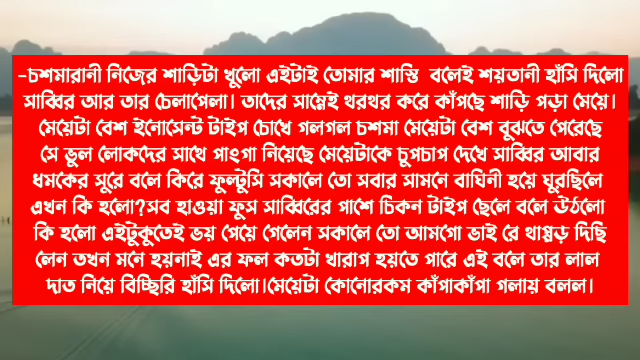 -চশমারানী নিজের শাড়িটা খুলো এইটাই তোমার শাস্তি বলেই শয়তানী হাঁসি দিলো
সাব্বির আর তার চেলাপেলা। তাদের সাম্নেই থরথর করে কাঁপছে শাড়ি পড়া মেয়ে।
মেয়েটা বেশ ইনোসেন্ট টাইপ চোখে গলগল চশমা মেয়েটা বেশ বুঝতে পেরেছে
সে ভুল লোকদের সাথে পাংগা নিয়েছে মেয়েটাকে চুপচাপ দেখে সাব্বির আবার
ধমকের সুরে বলে কিরে ফুল্টুসি সকালে তো সবার সামনে বাঘিনী হয়ে ঘুরছিলে
এখন কি হলো?সব হাওয়া ফুস সাব্বিরের পাশে চিকন টাইপ ছেলে বলে উঠলো
কি হলো এইটুকুতেই ভয় পেয়ে গেলেন সকালে তো আমগো ভাই রে থাপ্পড় দিছি
লেন তখন মনে হয়নাই এর ফল কতটা খারাপ হয়তে পারে এই বলে তার লাল
দাত নিয়ে বিচ্ছিরি হাঁসি দিলো।মেয়েটা কোনোরকম কাঁপাকাঁপা গলায় বলল।